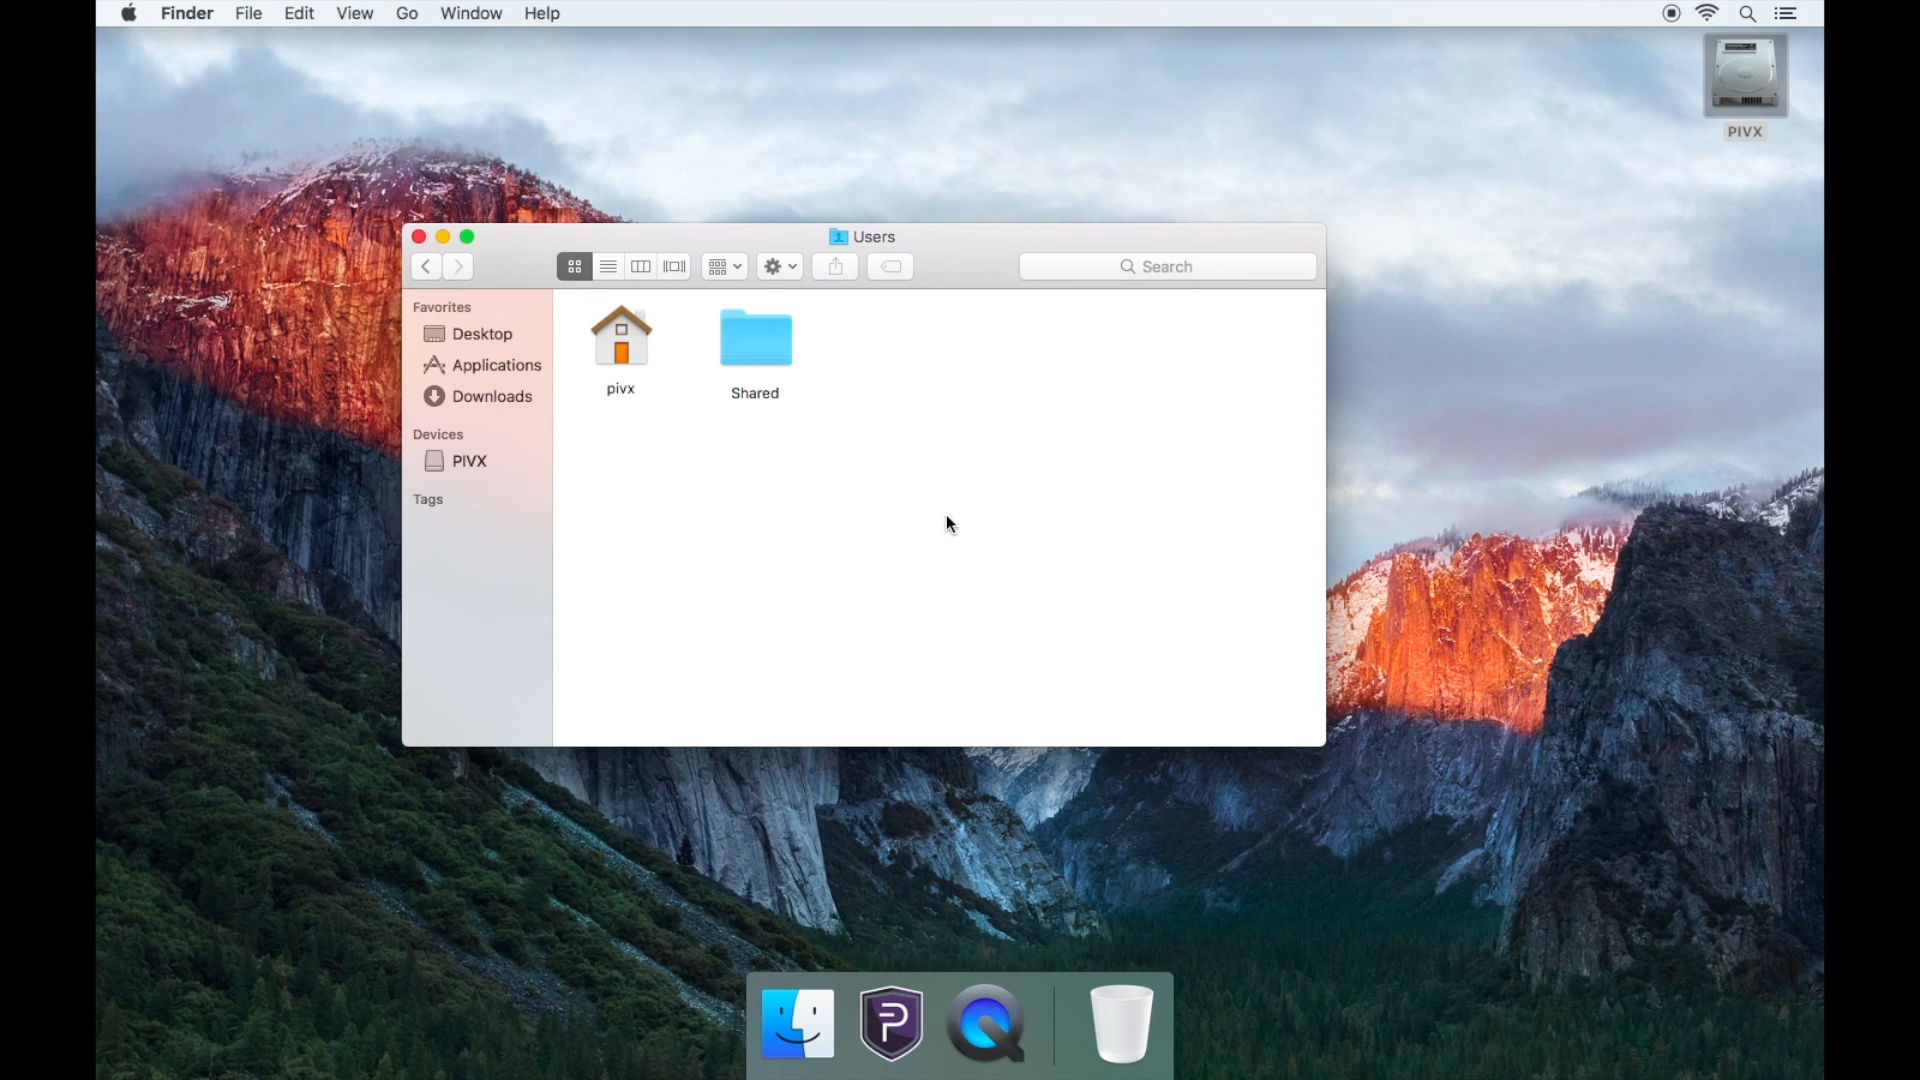 Finder File Edit View Go Window Help
PIVX
Users
Search
Favorites
Desktop
Applications
Downloads
Devices
PIVX
Tags
pivx
Shared